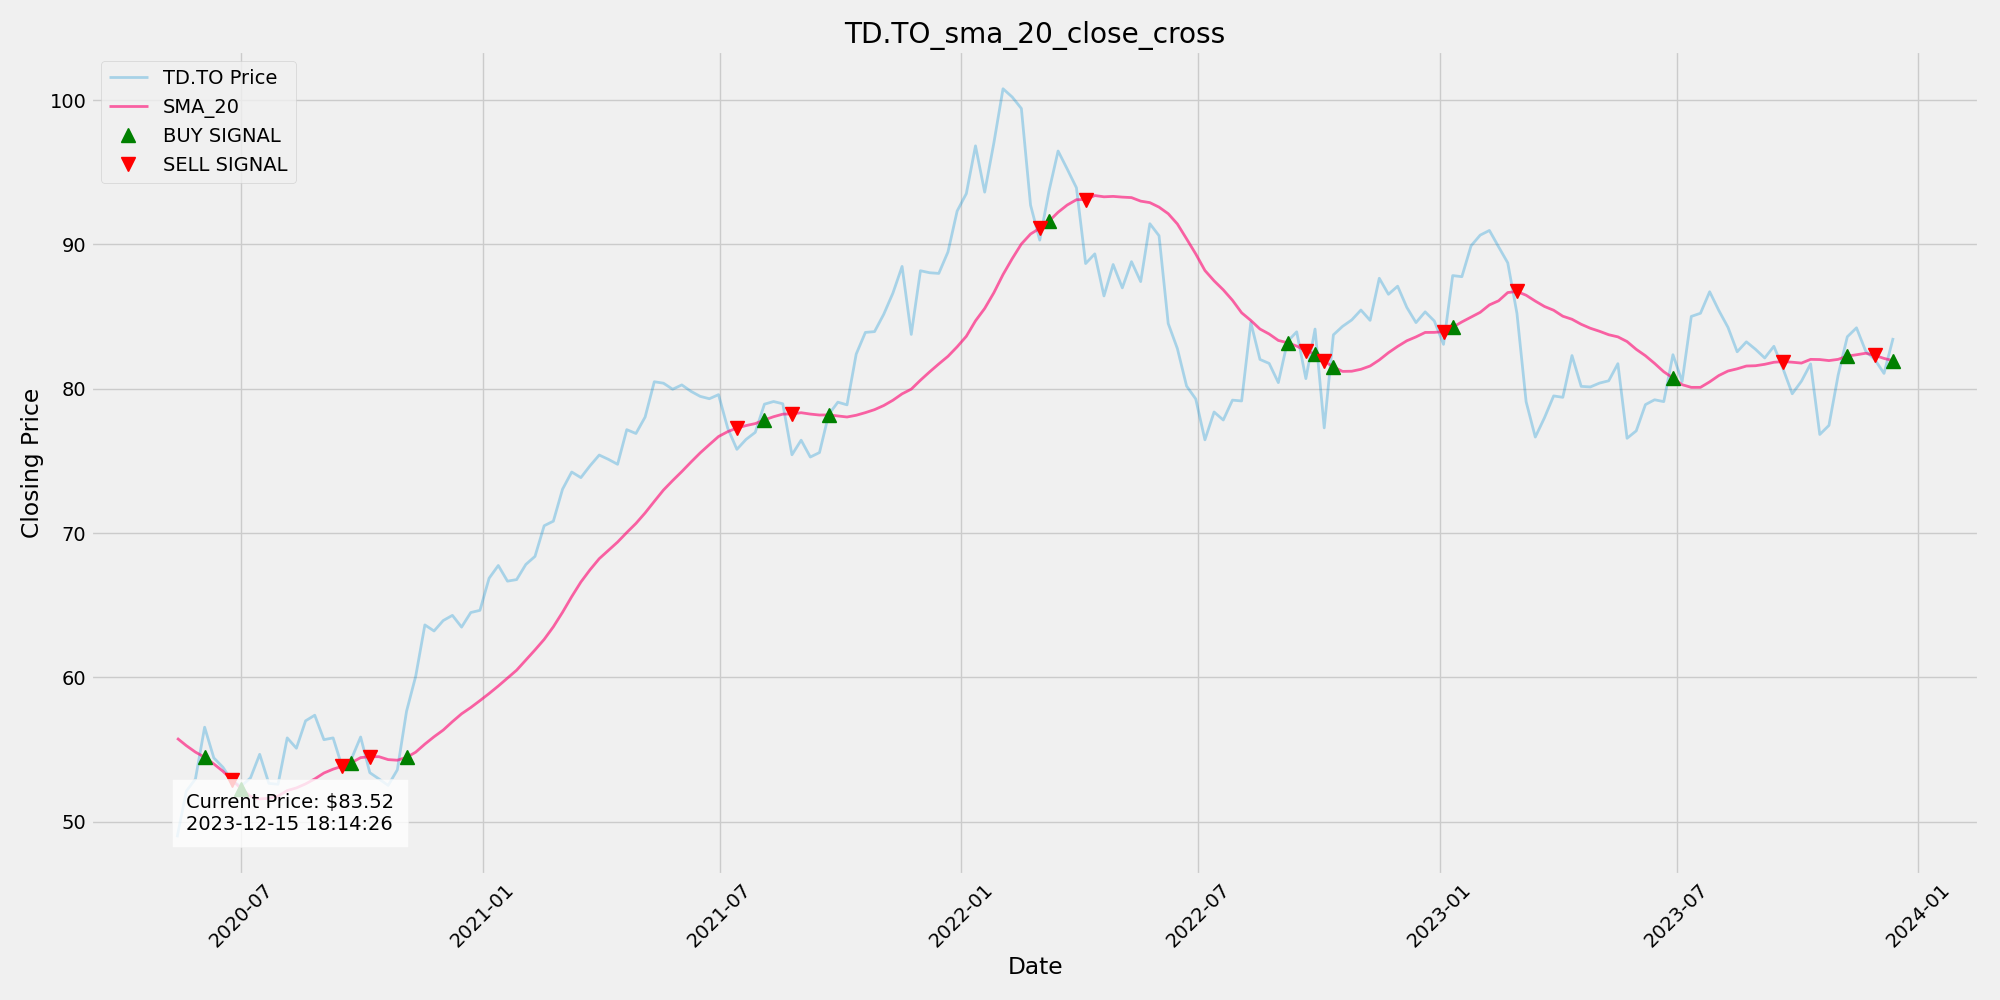 TD.TO_sma_20_close_cross
TD.TO Price
SMA_20
BUY SIGNAL
SELL SIGNAL
100
90
80
70
60
50
Closing Price
Current Price: $83.52
2023-12-15 18:14:26
2020-07
2021-01
2021-07
2022-01
2022-07
2023-01
2023-07
2024-01
Date